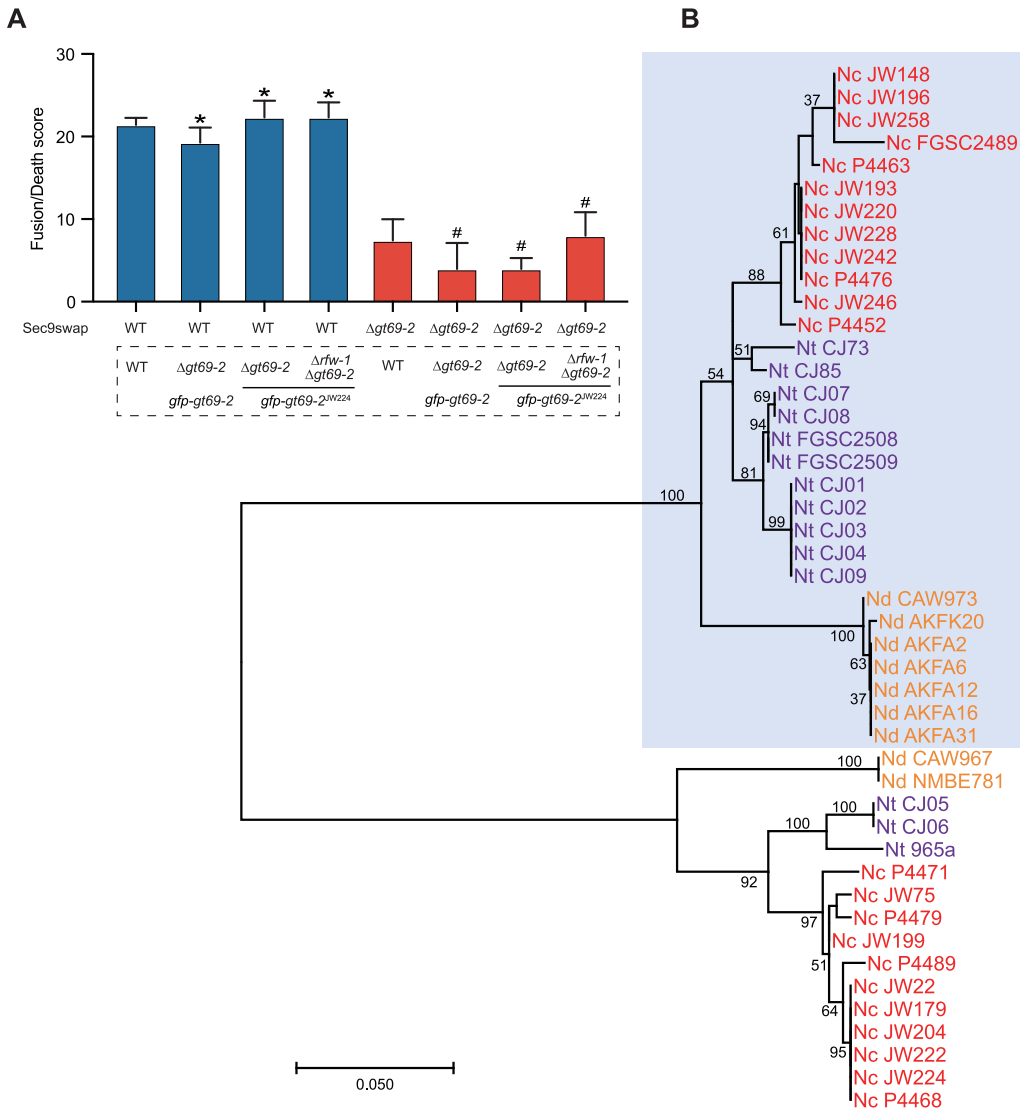 A
30
20
10
0
Fusion/Death score
* * * # # #
Sec9swap WT WT WT WT Δgt69-2 Δgt69-2 Δgt69-2 Δgt69-2
WT Δgt69-2 Δgt69-2 Δrfw-1 Δgt69-2 WT Δgt69-2 Δgt69-2 Δrfw-1 Δgt69-2
gfp-gt69-2 gfp-gt69-2JW224 gfp-gt69-2 gfp-gt69-2JW224
B
Nc JW148
37
Nc JW196
Nc JW258
Nc FGSC2489
Nc P4463
Nc JW193
Nc JW220
61
Nc JW228
Nc JW242
88
Nc P4476
Nc JW246
Nc P4452
51
Nt CJ73
54
Nt CJ85
69
Nt CJ07
Nt CJ08
94
Nt FGSC2508
Nt FGSC2509
81
Nt CJ01
100
Nt CJ02
99
Nt CJ03
Nt CJ04
Nt CJ09
Nd CAW973
Nd AKFK20
100
Nd AKFA2
63
Nd AKFA6
37
Nd AKFA12
Nd AKFA16
Nd AKFA31
100
Nd CAW967
Nd NMBE781
100
Nt CJ05
100
Nt CJ06
Nt 965a
92
Nc P4471
Nc JW75
97
Nc P4479
Nc JW199
51
Nc P4489
Nc JW22
64
Nc JW179
Nc JW204
95
Nc JW222
Nc JW224
Nc P4468
0.050